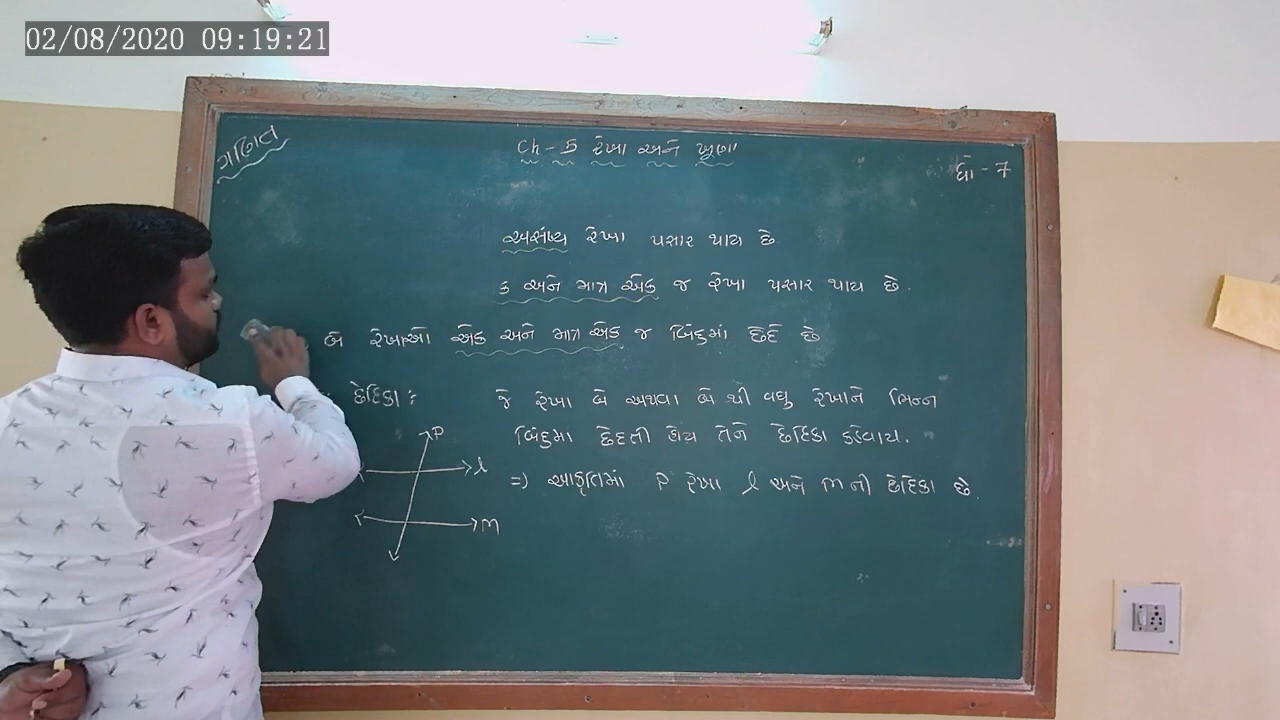 02/08/2020 09:19:21
ગણિત
Ch - 5 રેખા અને ખૂણા
ધો - 7
અસંખ્ય રેખા પસાર થાય છે
ક અને માત્ર એક જ રેખા પસાર થાય છે.
બે રેખાઓ એક અને માત્ર એક જ બિંદુમાં છેદે છે
છેદિકા : જે રેખા બે અથવા બે થી વધુ રેખાને ભિન્ન
બિંદુમાં છેદતી હોય તેને છેદિકા કહેવાય.
=) આકૃતિમાં P રેખા l અને m ની છેદિકા છે.
P
l
m